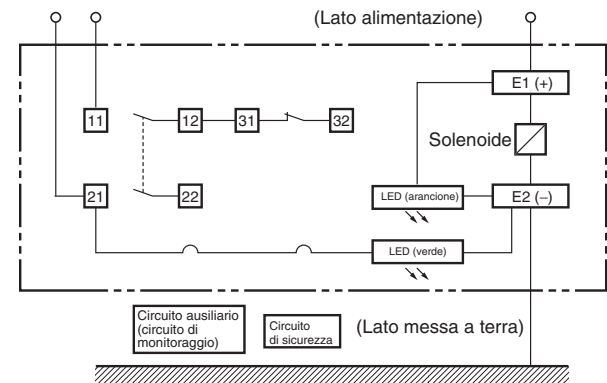 (Lato alimentazione)
E1 (+)
11
12
31
32
Solenoide
21
22
LED (arancione)
E2 (–)
LED (verde)
Circuito ausiliario
(circuito di
monitoraggio)
Circuito
di sicurezza
(Lato messa a terra)